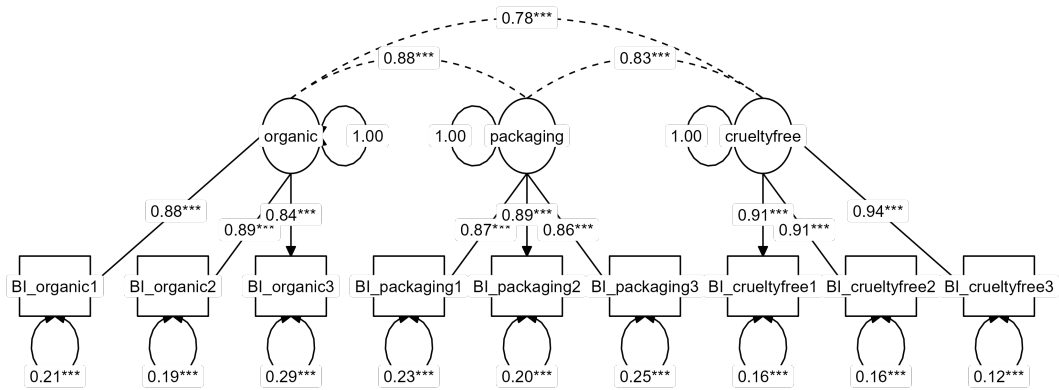 0.78***
0.88***
0.83***
organic
1.00
1.00
packaging
1.00
crueltyfree
0.88***
0.89***
0.84***
0.87***
0.89***
0.86***
0.91***
0.91***
0.94***
BI_organic1
BI_organic2
BI_organic3
BI_packaging1
BI_packaging2
BI_packaging3
BI_crueltyfree1
BI_crueltyfree2
BI_crueltyfree3
0.21***
0.19***
0.29***
0.23***
0.20***
0.25***
0.16***
0.16***
0.12***